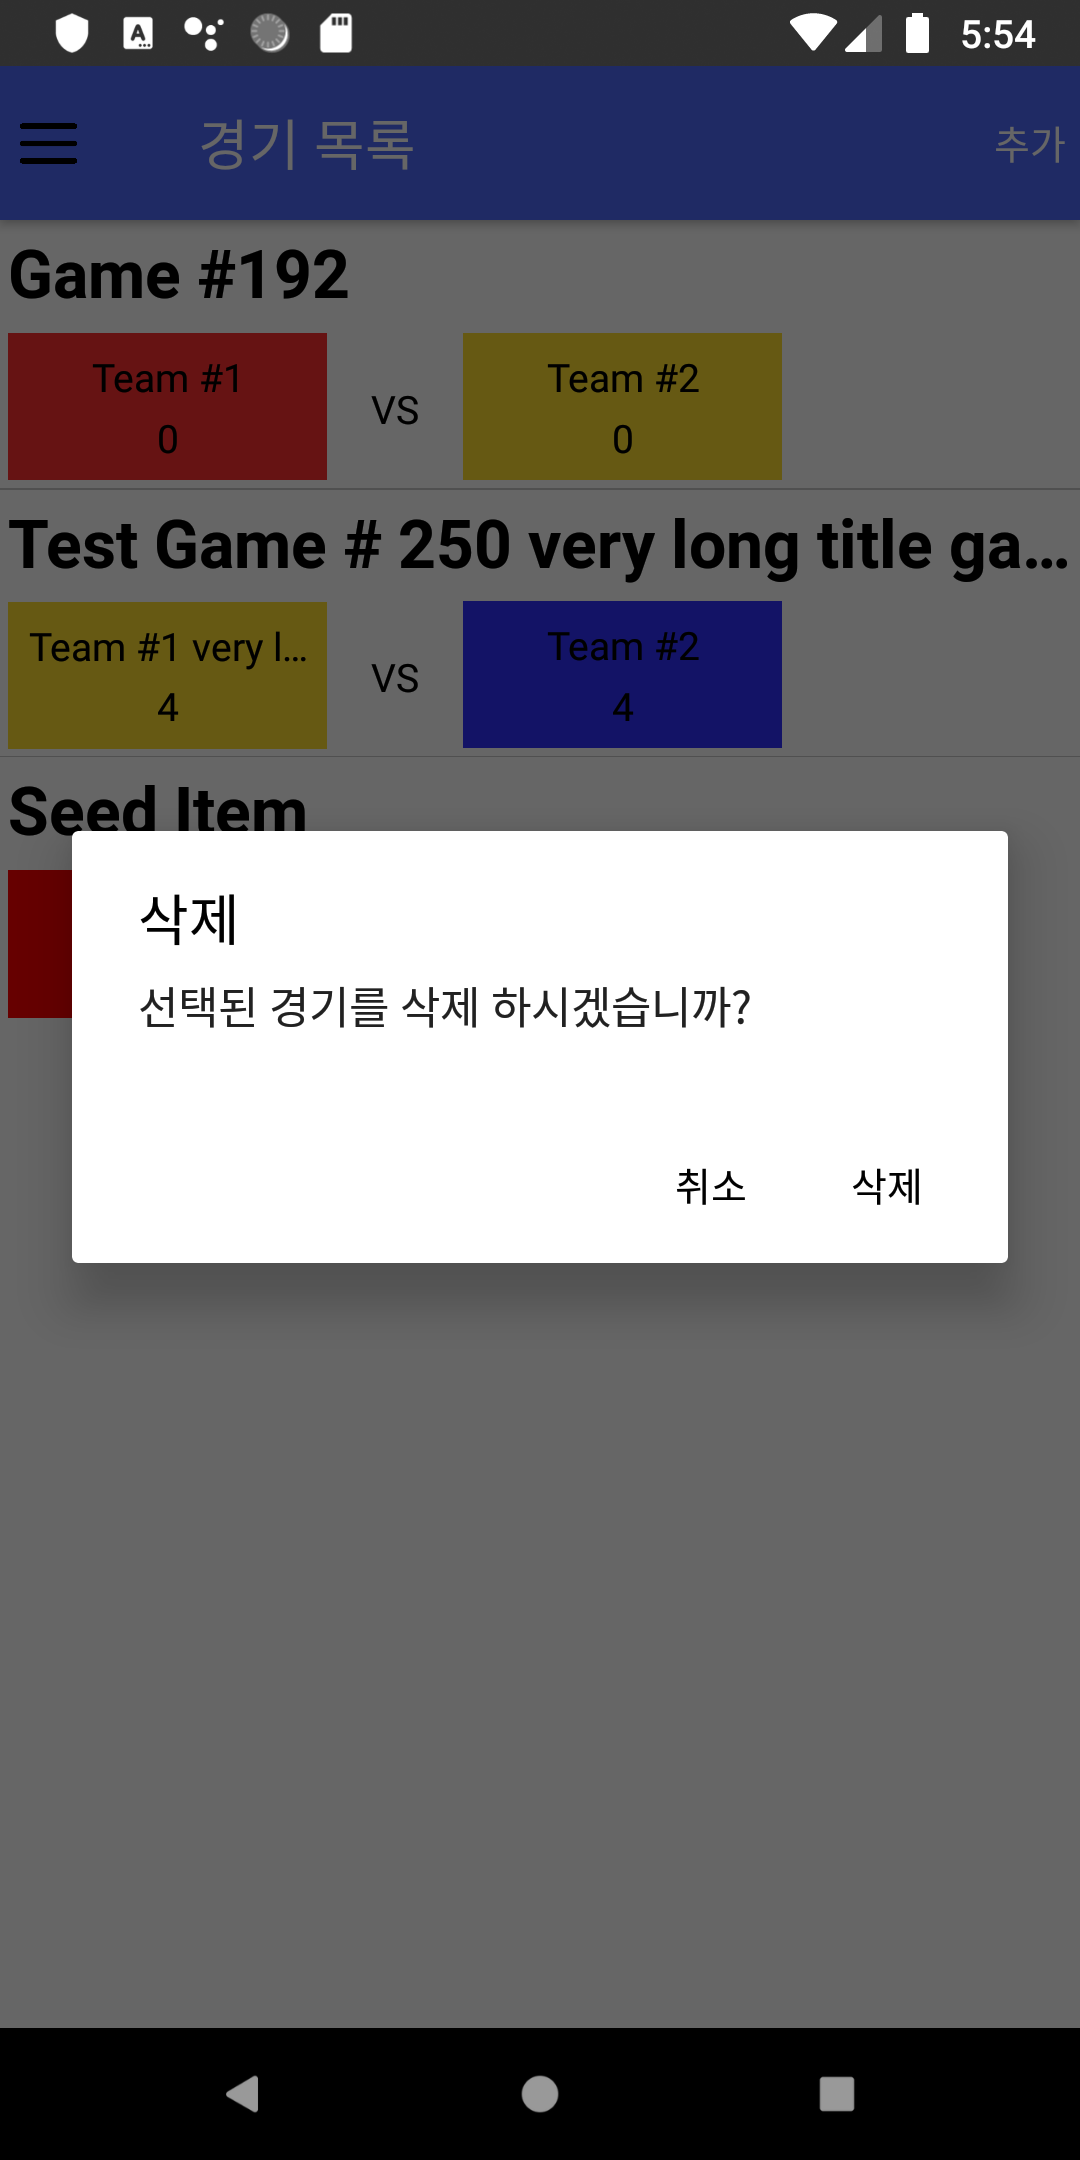 5:54
경기 목록
추가
Game #192
Team #1
0
VS
Team #2
0
Test Game # 250 very long title ga...
Team #1 very l...
4
VS
Team #2
4
Seed Item
삭제
선택된 경기를 삭제 하시겠습니까?
취소
삭제